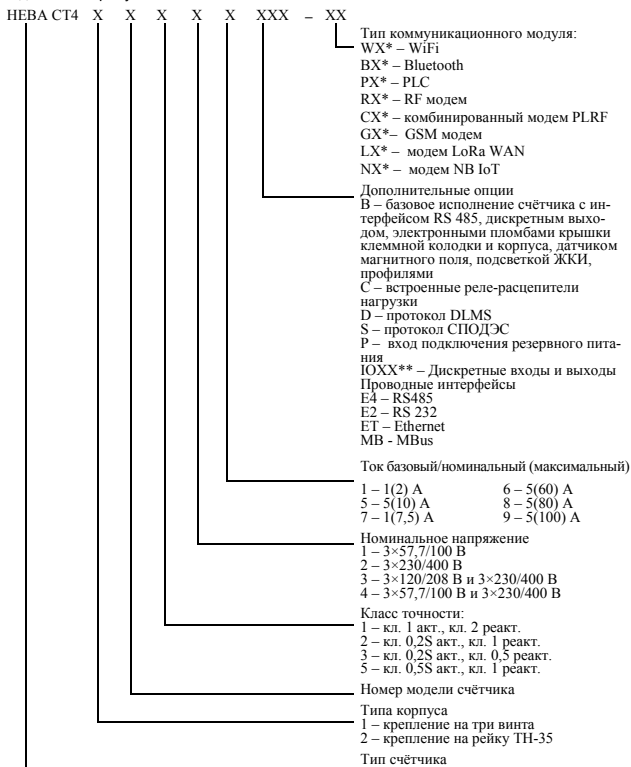 НЕВА СТ4 X X X X X XXX – XX
Тип коммуникационного модуля:
WX* – WiFi
BX* – Bluetooth
PX* – PLC
RX* – RF модем
CX* – комбинированный модем PLRF
GX*– GSM модем
LX* – модем LoRa WAN
NX* – модем NB IoT
Дополнительные опции
B – базовое исполнение счётчика с ин-
терфейсом RS 485, дискретным выхо-
дом, электронными пломбами крышки
клеммной колодки и корпуса, датчиком
магнитного поля, подсветкой ЖКИ,
профилями
C – встроенные реле-расцепители
нагрузки
D – протокол DLMS
S – протокол СПОДЭС
P – вход подключения резервного пита-
ния
IOXX** – Дискретные входы и выходы
Проводные интерфейсы
E4 – RS485
E2 – RS 232
ET – Ethernet
MB - MBus
Ток базовый/номинальный (максимальный)
1 – 1(2) А 6 – 5(60) А
5 – 5(10) А 8 – 5(80) А
7 – 1(7,5) А 9 – 5(100) А
Номинальное напряжение
1 – 3×57,7/100 В
2 – 3×230/400 В
3 – 3×120/208 В и 3×230/400 В
4 – 3×57,7/100 В и 3×230/400 В
Класс точности:
1 – кл. 1 акт., кл. 2 реакт.
2 – кл. 0,2S акт., кл. 1 реакт.
3 – кл. 0,2S акт., кл. 0,5 реакт.
5 – кл. 0,5S акт., кл. 1 реакт.
Номер модели счётчика
Типа корпуса
1 – крепление на три винта
2 – крепление на рейку ТН-35
Тип счётчика